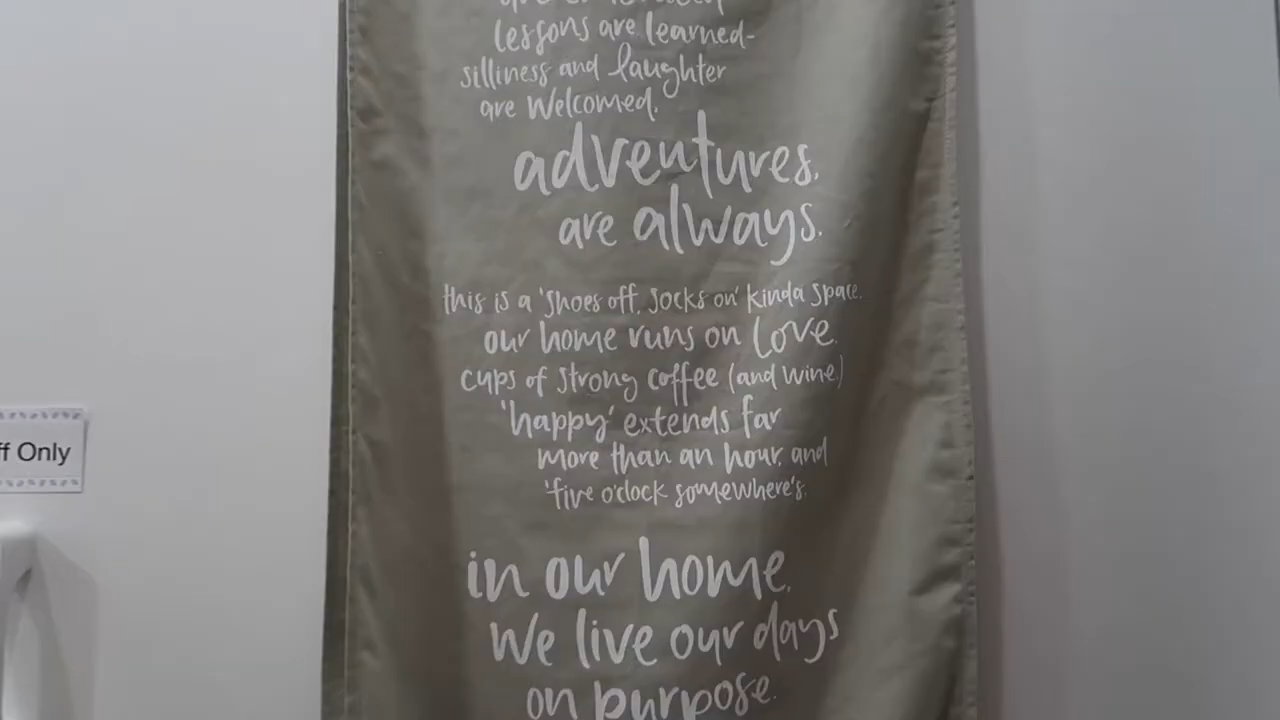 lessons are learned-
silliness and laughter
are welcomed,
adventures,
are always.
this is a 'shoes off, socks on' kinda space.
our home runs on love,
cups of strong coffee (and wine)
'happy' extends far
more than an hour, and
'five o'clock somewhere's.
in our home,
we live our days
on purpose.
ff Only